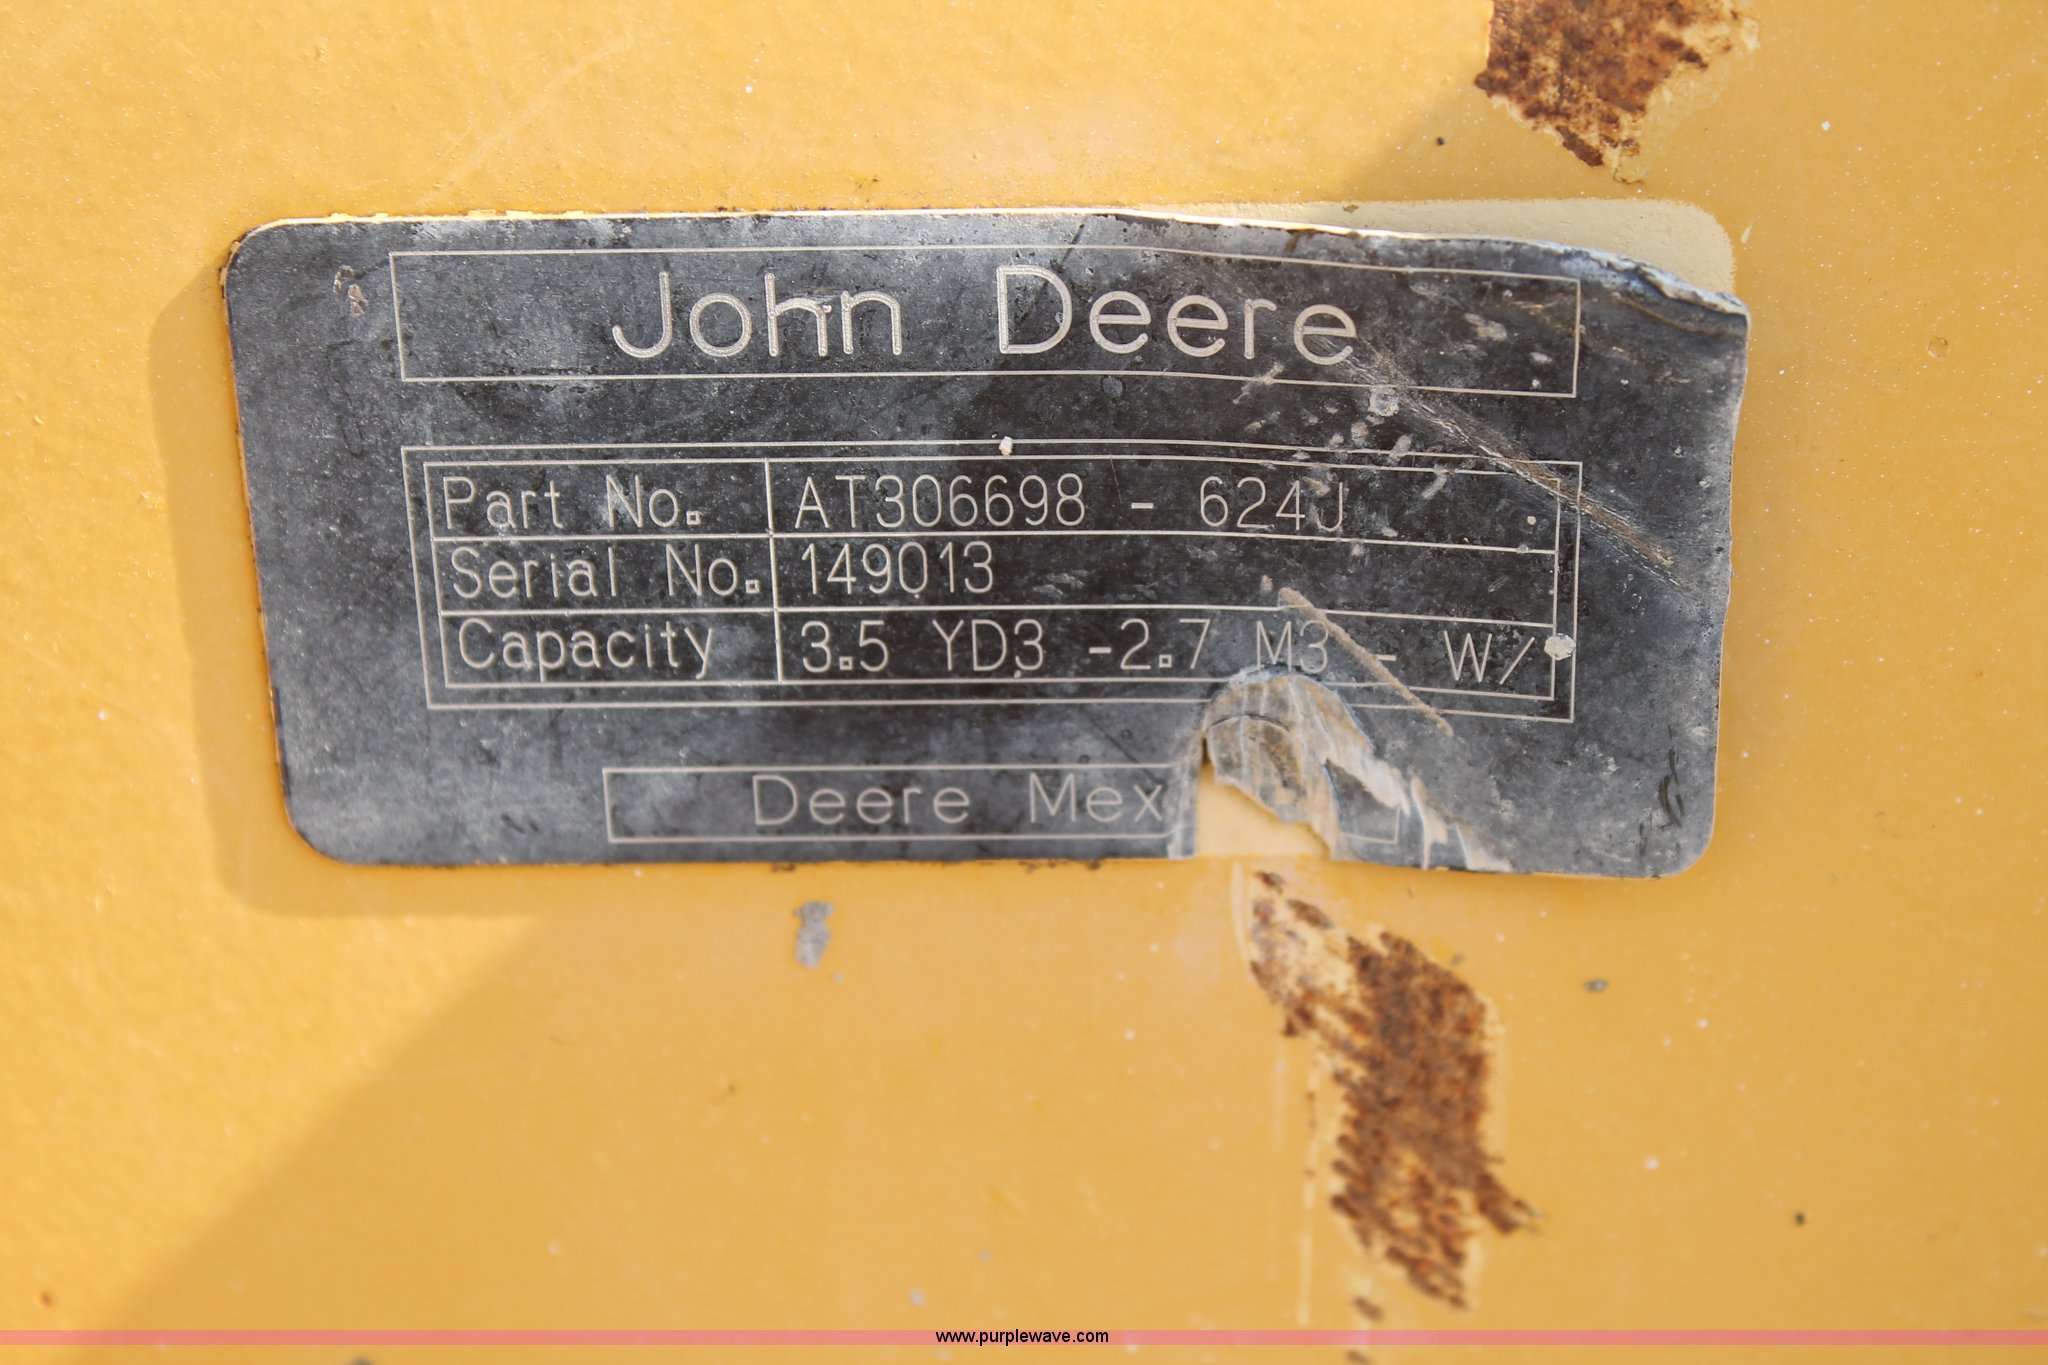 John Deere
Part No. AT306698 - 624J
Serial No. 149013
Capacity 3.5 YD3 -2.7 M3 - W/
Deere Mex
www.purplewave.com